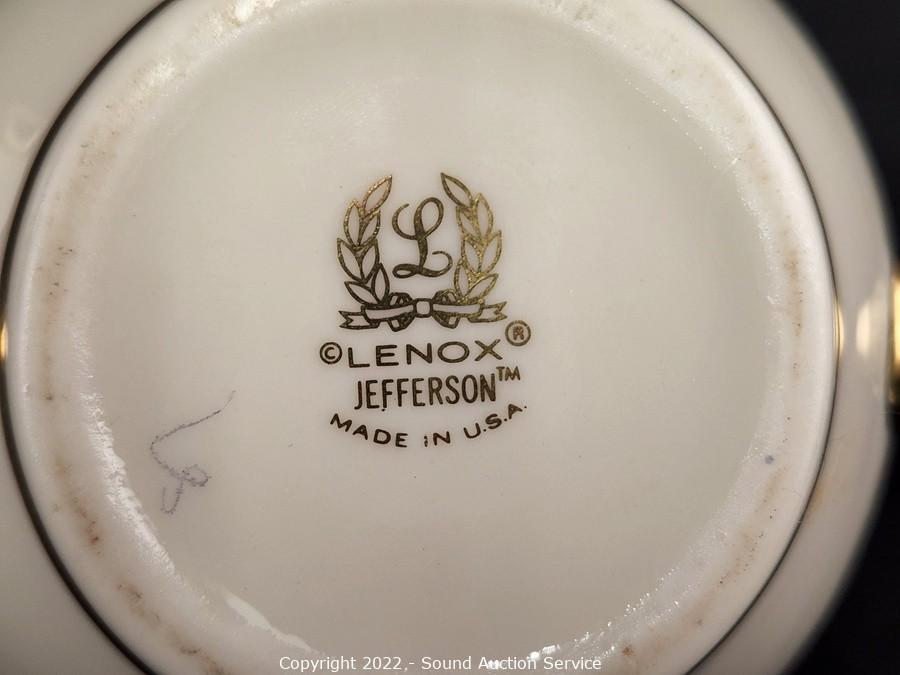 L
©LENOX®
JEFFERSON™
MADE IN U.S.A.
Copyright 2022,- Sound Auction Service